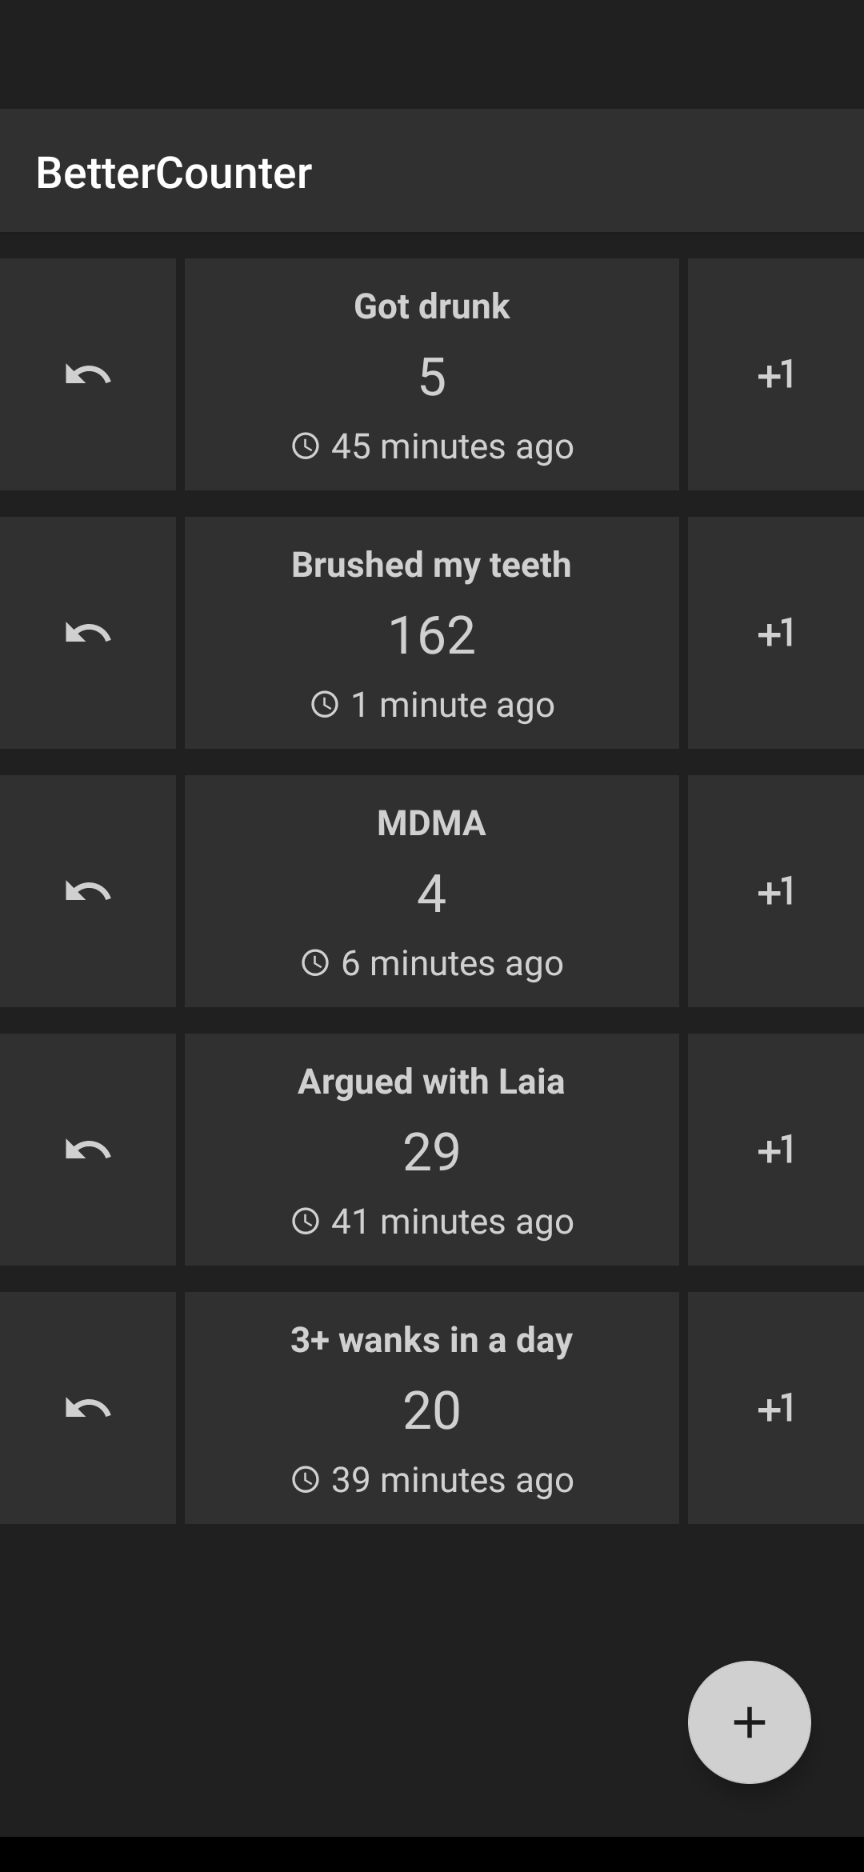 BetterCounter
Got drunk
5
45 minutes ago
+1
Brushed my teeth
162
1 minute ago
+1
MDMA
4
6 minutes ago
+1
Argued with Laia
29
41 minutes ago
+1
3+ wanks in a day
20
39 minutes ago
+1
+